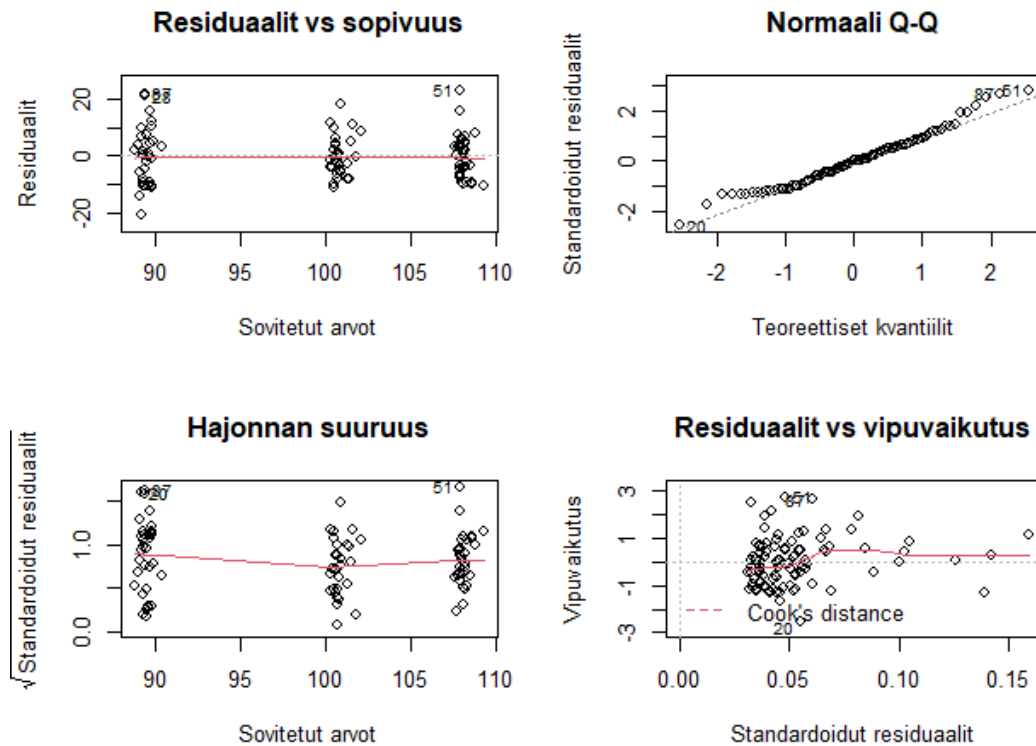 Residuaalit vs sopivuus
Residuaalit
20
0
-20
51
90 95 100 105 110
Sovitetut arvot
Normaali Q-Q
Standardoidut residuaalit
2
0
-2
87 51
20
-2 -1 0 1 2
Teoreettiset kvantiilit
Hajonnan suuruus
√Standardoidut residuaalit
1.0
0.0
51
90 95 100 105 110
Sovitetut arvot
Residuaalit vs vipuvaikutus
Vipuvaikutus
3
1
-1
-3
51
87
Cook's distance
20
0.00 0.05 0.10 0.15
Standardoidut residuaalit